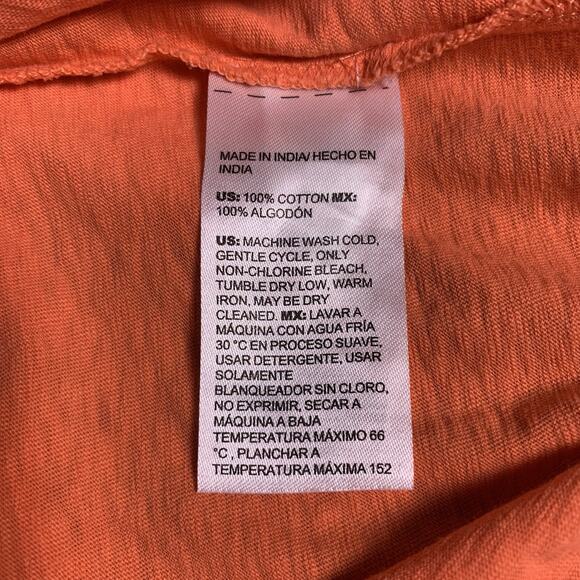 MADE IN INDIA/ HECHO EN
INDIA
US: 100% COTTON MX:
100% ALGODÓN
US: MACHINE WASH COLD,
GENTLE CYCLE, ONLY
NON-CHLORINE BLEACH,
TUMBLE DRY LOW, WARM
IRON, MAY BE DRY
CLEANED. MX: LAVAR A
MÁQUINA CON AGUA FRÍA
30 °C EN PROCESO SUAVE,
USAR DETERGENTE, USAR
SOLAMENTE
BLANQUEADOR SIN CLORO,
NO EXPRIMIR, SECAR A
MÁQUINA A BAJA
TEMPERATURA MÁXIMO 66
°C , PLANCHAR A
TEMPERATURA MÁXIMA 152